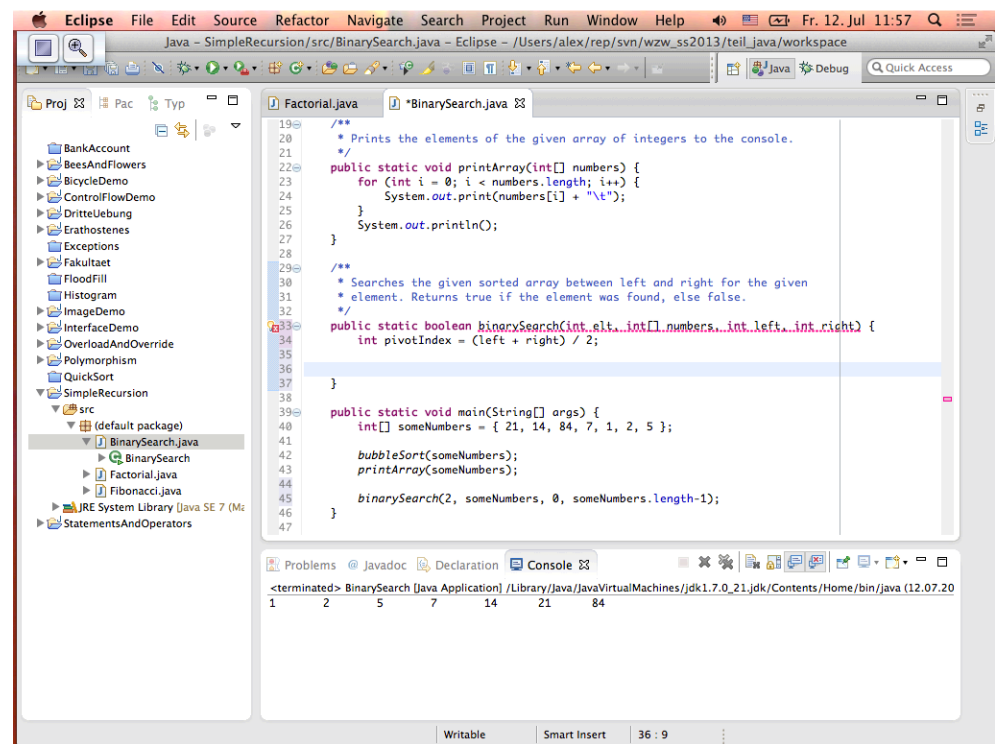 Eclipse File Edit Source Refactor Navigate Search Project Run Window Help Fr. 12. Jul 11:57
Java – SimpleRecursion/src/BinarySearch.java – Eclipse – /Users/alex/rep/svn/wzw_ss2013/teil_java/workspace
Java Debug Quick Access
Proj Pac Typ
BankAccount
BeesAndFlowers
BicycleDemo
ControlFlowDemo
DritteUebung
Erathostenes
Exceptions
Fakultaet
FloodFill
Histogram
ImageDemo
InterfaceDemo
OverloadAndOverride
Polymorphism
QuickSort
SimpleRecursion
src
(default package)
BinarySearch.java
BinarySearch
Factorial.java
Fibonacci.java
JRE System Library [Java SE 7 (Ma
StatementsAndOperators
Factorial.java *BinarySearch.java
19 /**
20 * Prints the elements of the given array of integers to the console.
21 */
22 public static void printArray(int[] numbers) {
23 for (int i = 0; i < numbers.length; i++) {
24 System.out.print(numbers[i] + "\t");
25 }
26 System.out.println();
27 }
28
29 /**
30 * Searches the given sorted array between left and right for the given
31 * element. Returns true if the element was found, else false.
32 */
33 public static boolean binarySearch(int elt, int[] numbers, int left, int right) {
34 int pivotIndex = (left + right) / 2;
35
36
37 }
38
39 public static void main(String[] args) {
40 int[] someNumbers = { 21, 14, 84, 7, 1, 2, 5 };
41
42 bubbleSort(someNumbers);
43 printArray(someNumbers);
44
45 binarySearch(2, someNumbers, 0, someNumbers.length-1);
46 }
47
Problems @ Javadoc Declaration Console
<terminated> BinarySearch [Java Application] /Library/Java/JavaVirtualMachines/jdk1.7.0_21.jdk/Contents/Home/bin/java (12.07.20
1 2 5 7 14 21 84
Writable Smart Insert 36 : 9